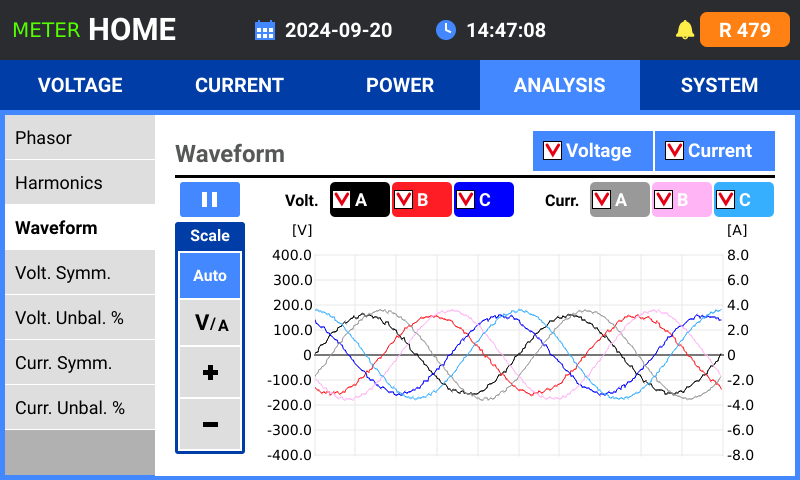 METER HOME 2024-09-20 14:47:08 R 479
VOLTAGE CURRENT POWER ANALYSIS SYSTEM
Phasor
Harmonics
Waveform
Volt. Symm.
Volt. Unbal. %
Curr. Symm.
Curr. Unbal. %
Waveform Voltage Current
Volt. A B C Curr. A B C
Scale
Auto
V/A
+
−
[V] [A]
400.0 8.0
300.0 6.0
200.0 4.0
100.0 2.0
0 0
-100.0 -2.0
-200.0 -4.0
-300.0 -6.0
-400.0 -8.0